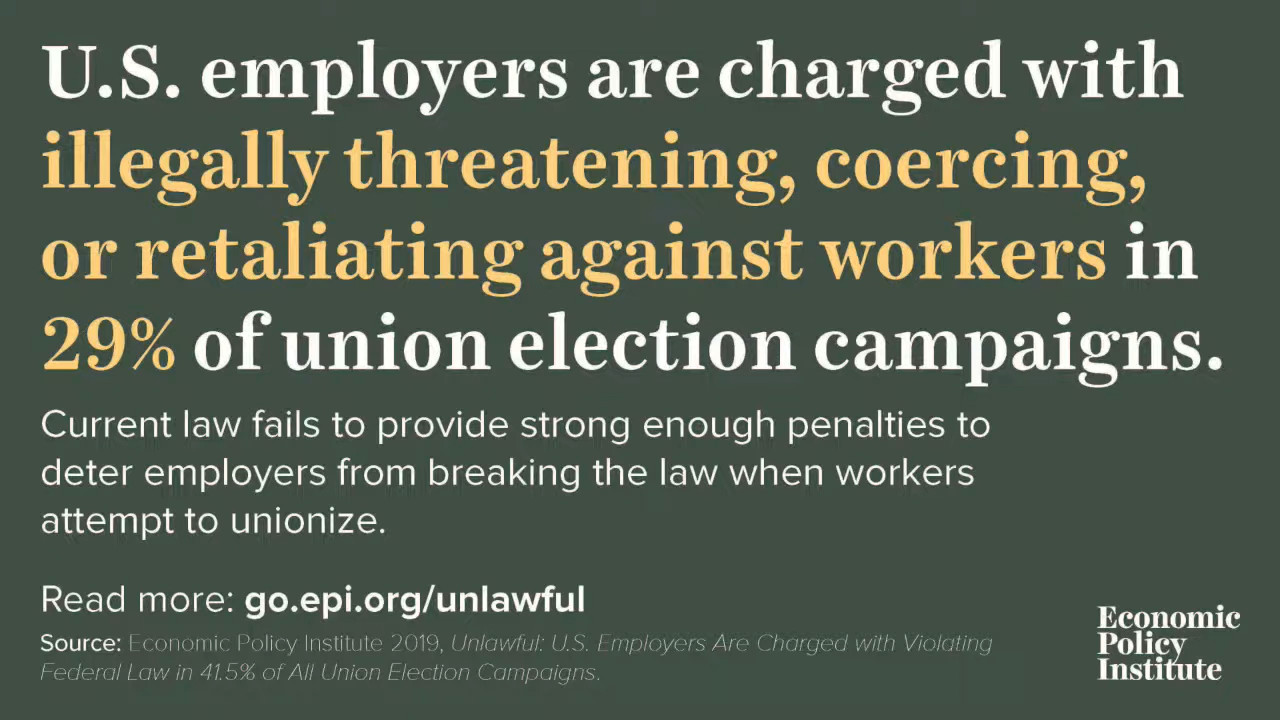 U.S. employers are charged with
illegally threatening, coercing,
or retaliating against workers in
29% of union election campaigns.
Current law fails to provide strong enough penalties to
deter employers from breaking the law when workers
attempt to unionize.
Read more: go.epi.org/unlawful
Source: Economic Policy Institute 2019, Unlawful: U.S. Employers Are Charged with Violating
Federal Law in 41.5% of All Union Election Campaigns.
Economic
Policy
Institute